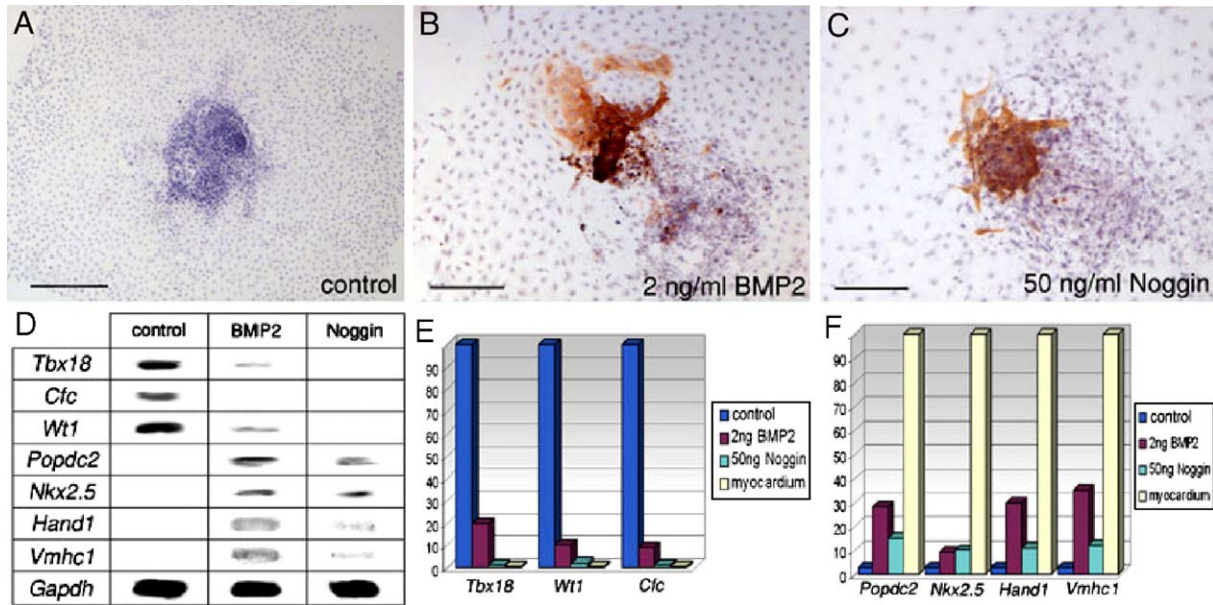 A
control
B
2 ng/ml BMP2
C
50 ng/ml Noggin
D
control BMP2 Noggin
Tbx18
Cfc
Wt1
Popdc2
Nkx2.5
Hand1
Vmhc1
Gapdh
E
90
80
70
60
50
40
30
20
10
0
Tbx18 Wt1 Cfc
control
2ng BMP2
50ng Noggin
myocardium
F
90
80
70
60
50
40
30
20
10
0
Popdc2 Nkx2.5 Hand1 Vmhc1
control
2ng BMP2
50ng Noggin
myocardium